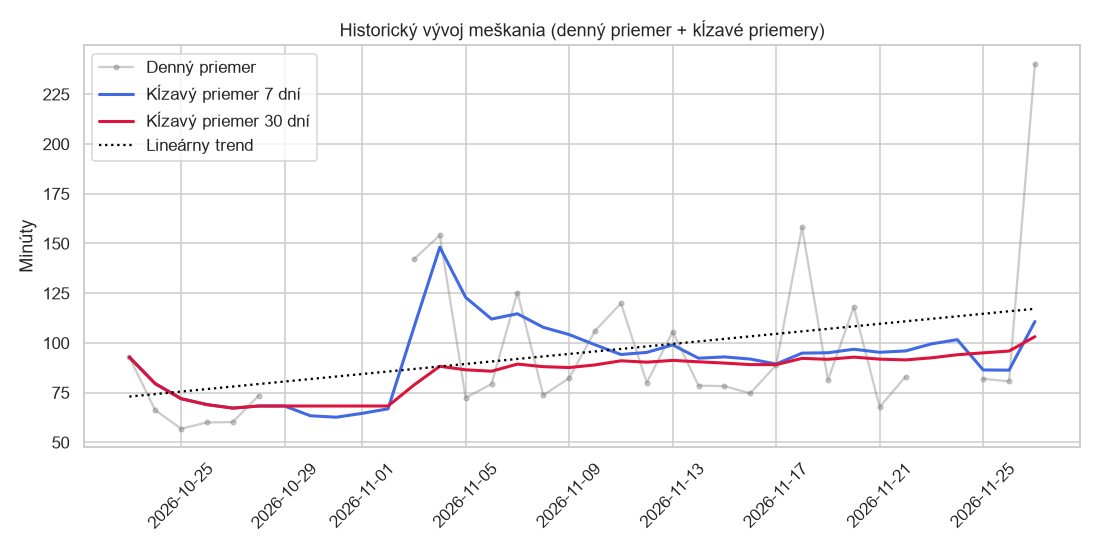 Historický vývoj meškania (denný priemer + kĺzavé priemery)
Denný priemer
Kĺzavý priemer 7 dní
Kĺzavý priemer 30 dní
Lineárny trend
Minúty
225
200
175
150
125
100
75
50
2026-10-25
2026-10-29
2026-11-01
2026-11-05
2026-11-09
2026-11-13
2026-11-17
2026-11-21
2026-11-25